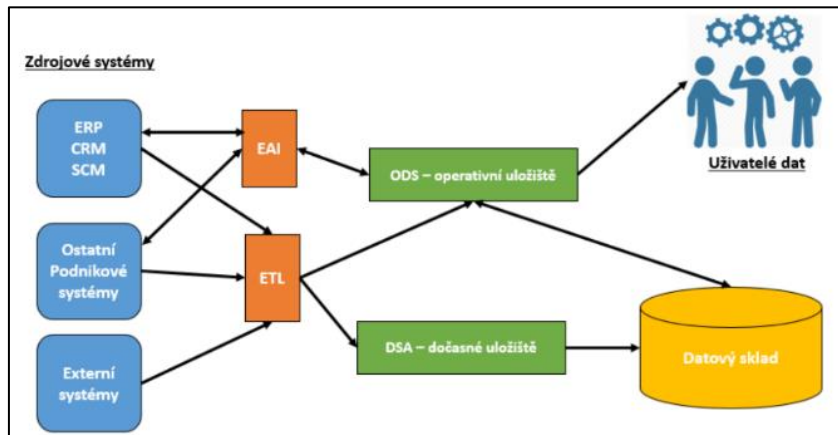 Zdrojové systémy
ERP
CRM
SCM
EAI
ODS – operativní uložiště
Uživatelé dat
Ostatní
Podnikové
systémy
ETL
DSA – dočasné uložiště
Datový sklad
Externí
systémy